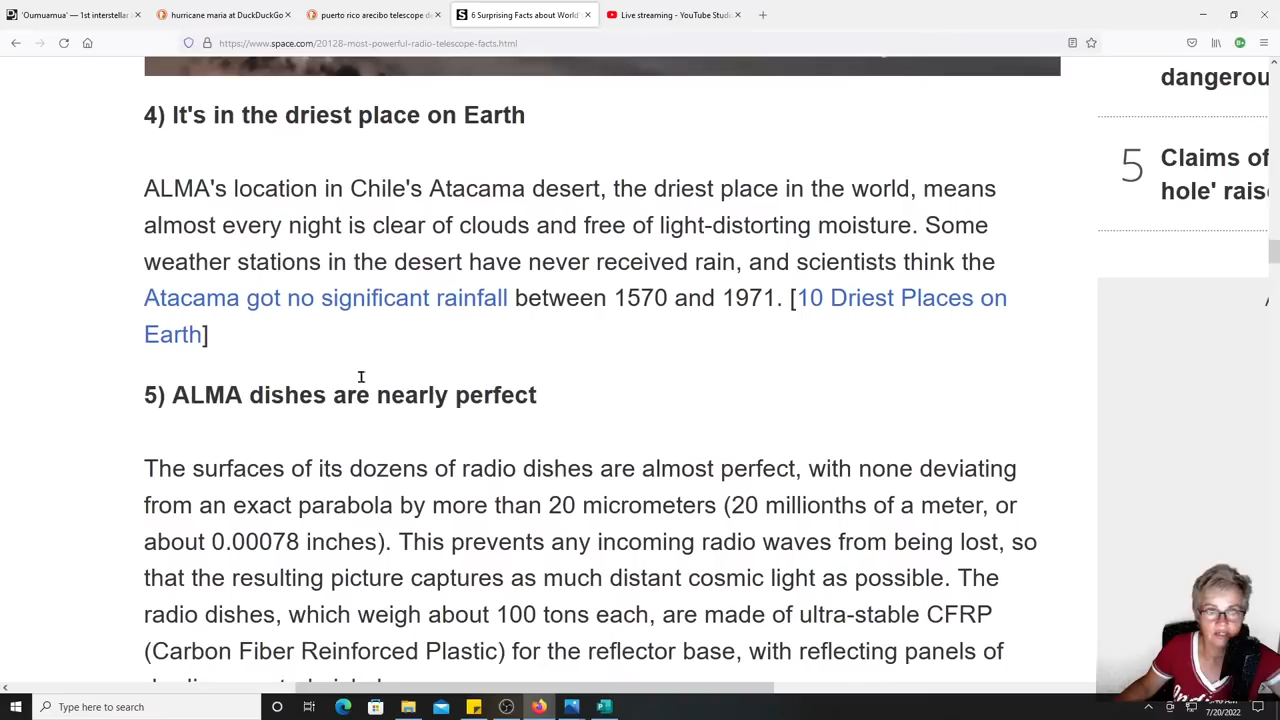 'Oumuamua' — 1st interstellar
hurricane maria at DuckDuckGo
puerto rico arecibo telescope de
6 Surprising Facts about World
Live streaming - YouTube Studi
https://www.space.com/20128-most-powerful-radio-telescope-facts.html
4) It's in the driest place on Earth
ALMA's location in Chile's Atacama desert, the driest place in the world, means
almost every night is clear of clouds and free of light-distorting moisture. Some
weather stations in the desert have never received rain, and scientists think the
Atacama got no significant rainfall between 1570 and 1971. [10 Driest Places on
Earth]
5) ALMA dishes are nearly perfect
The surfaces of its dozens of radio dishes are almost perfect, with none deviating
from an exact parabola by more than 20 micrometers (20 millionths of a meter, or
about 0.00078 inches). This prevents any incoming radio waves from being lost, so
that the resulting picture captures as much distant cosmic light as possible. The
radio dishes, which weigh about 100 tons each, are made of ultra-stable CFRP
(Carbon Fiber Reinforced Plastic) for the reflector base, with reflecting panels of
dangerou
5
Claims of
hole' raise
Type here to search
7/20/2022